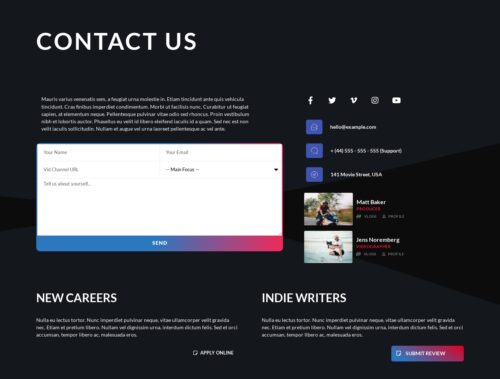 CONTACT US
Mauris varius venenatis sem, a feugiat urna molestie in. Etiam tincidunt ante quis vehicula
tincidunt. Cras finibus imperdiet condimentum. Morbi ut facilisis nunc. Curabitur ut feugiat
sapien, at elementum neque. Pellentesque pulvinar vitae odio sed rhoncus. Proin vestibulum
nibh et lobortis auctor. Phasellus eu velit id libero eleifend iaculis id a quam. Sed nec est non
velit iaculis sollicitudin. Nullam et augue vel urna laoreet pellentesque ac vel ante.
hello@example.com
+ (44) 555 - 555 - 555 (Support)
141 Movie Street, USA
Your Name
Your Email
Vid Channel URL
-- Main Focus --
Tell us about yourself...
SEND
Matt Baker
PRODUCER
VLOGS PROFILE
Jens Noremberg
VIDEOGRAPHER
VLOGS PROFILE
NEW CAREERS
Nulla eu lectus tortor. Nunc imperdiet pulvinar neque, vitae ullamcorper velit gravida
nec. Etiam et pretium libero. Nullam vel dignissim urna, interdum dictum felis. Sed et orci
accumsan, tempor libero ac, malesuada eros.
APPLY ONLINE
INDIE WRITERS
Nulla eu lectus tortor. Nunc imperdiet pulvinar neque, vitae ullamcorper velit gravida
nec. Etiam et pretium libero. Nullam vel dignissim urna, interdum dictum felis. Sed et orci
accumsan, tempor libero ac, malesuada eros.
SUBMIT REVIEW